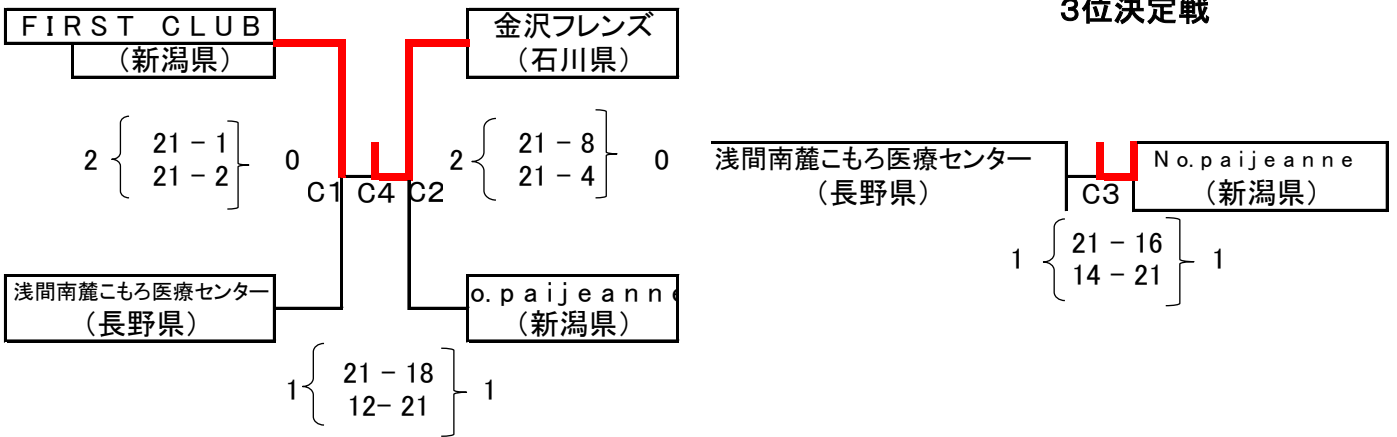 3位決定戦
ＦＩＲＳＴ　ＣＬＵＢ
（新潟県）
金沢フレンズ
（石川県）
2 21 － 1 0
21 － 2
2 21 － 8 0
21 － 4
C1 C4 C2
浅間南麓こもろ医療センター
（長野県）
o.paijeanne
（新潟県）
1 21 － 18 1
12－ 21
浅間南麓こもろ医療センター
（長野県）
No.paijeanne
（新潟県）
C3
1 21 － 16 1
14 － 21